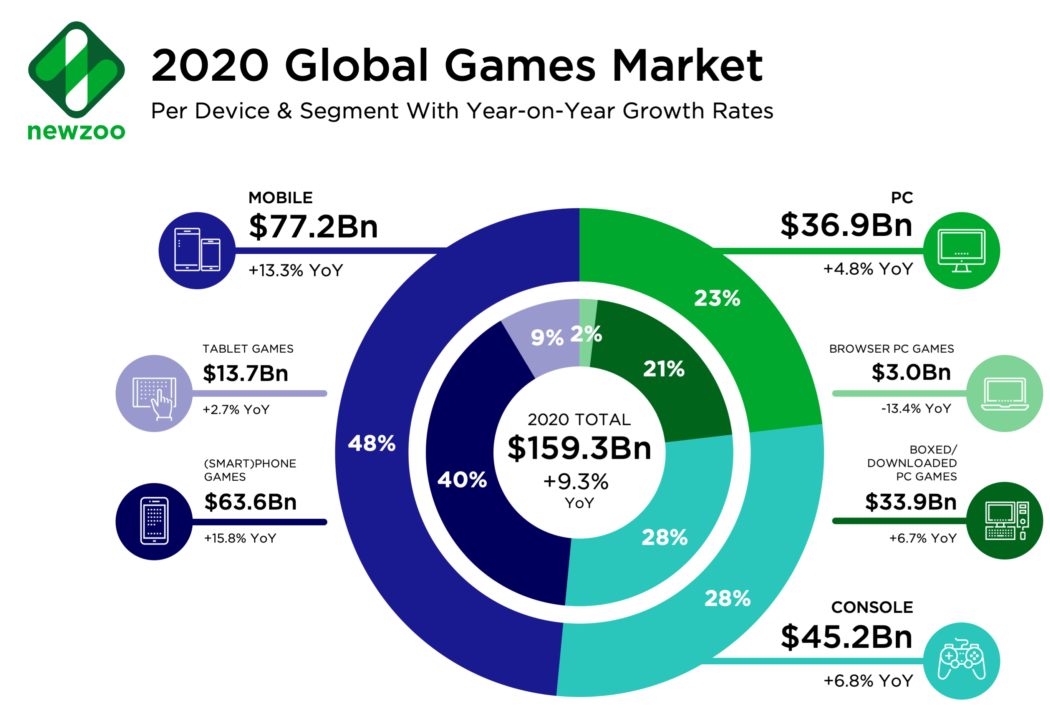 newzoo
2020 Global Games Market
Per Device & Segment With Year-on-Year Growth Rates
MOBILE
$77.2Bn
+13.3% YoY
TABLET GAMES
$13.7Bn
+2.7% YoY
(SMART)PHONE
GAMES
$63.6Bn
+15.8% YoY
48%
40%
9%
2%
21%
23%
28%
28%
2020 TOTAL
$159.3Bn
+9.3%
YoY
PC
$36.9Bn
+4.8% YoY
BROWSER PC GAMES
$3.0Bn
-13.4% YoY
BOXED/
DOWNLOADED
PC GAMES
$33.9Bn
+6.7% YoY
CONSOLE
$45.2Bn
+6.8% YoY